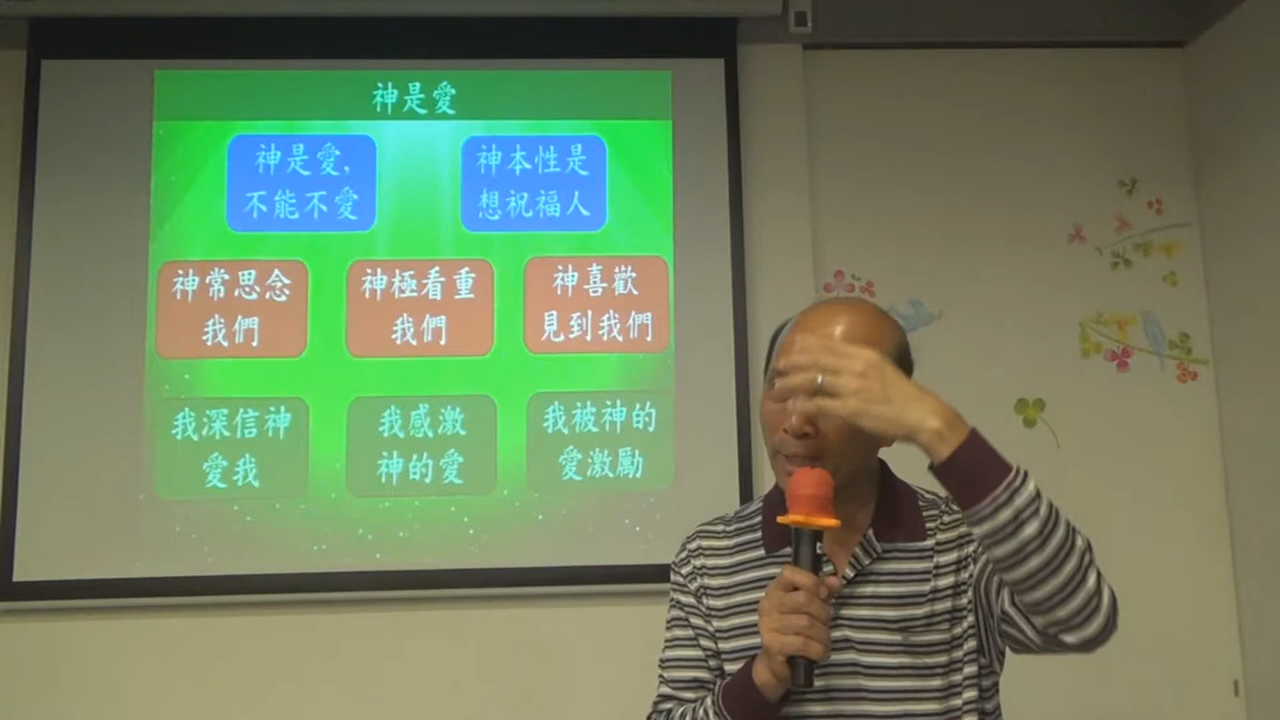 神是愛
神是愛,
不能不愛
神本性是
想祝福人
神常思念
我們
神極看重
我們
神喜歡
見到我們
我深信神
愛我
我感激
神的愛
我被神的
愛激勵